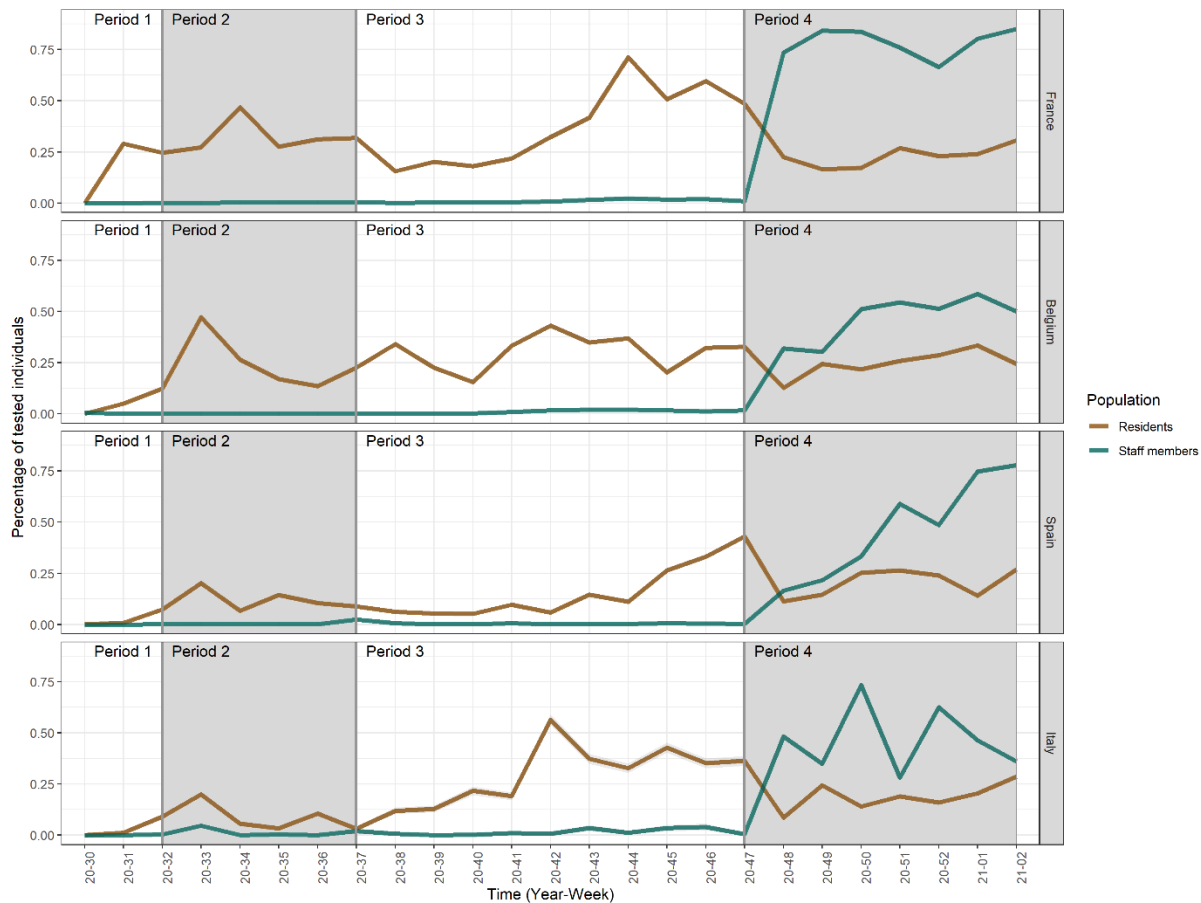 Period 1 Period 2 Period 3 Period 4
0.75
0.50
0.25
0.00
France
Period 1 Period 2 Period 3 Period 4
0.75
0.50
0.25
0.00
Belgium
Period 1 Period 2 Period 3 Period 4
0.75
0.50
0.25
0.00
Spain
Period 1 Period 2 Period 3 Period 4
0.75
0.50
0.25
0.00
Italy
Percentage of tested individuals
20-30 20-31 20-32 20-33 20-34 20-35 20-36 20-37 20-38 20-39 20-40 20-41 20-42 20-43 20-44 20-45 20-46 20-47 20-48 20-49 20-50 20-51 20-52 21-01 21-02
Time (Year-Week)
Population
Residents
Staff members